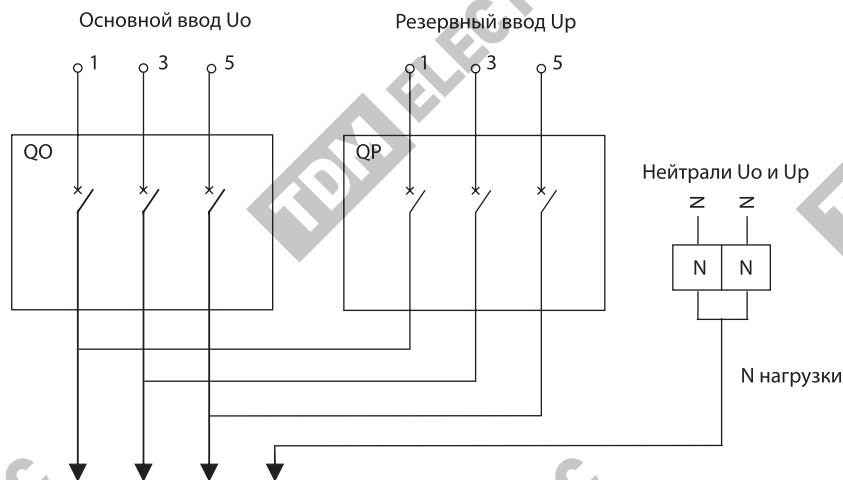 Основной ввод Uo
Резервный ввод Up
1 3 5
1 3 5
QO
QP
Нейтрали Uo и Up
N N
N N
N нагрузки
TDM ELECTRIC